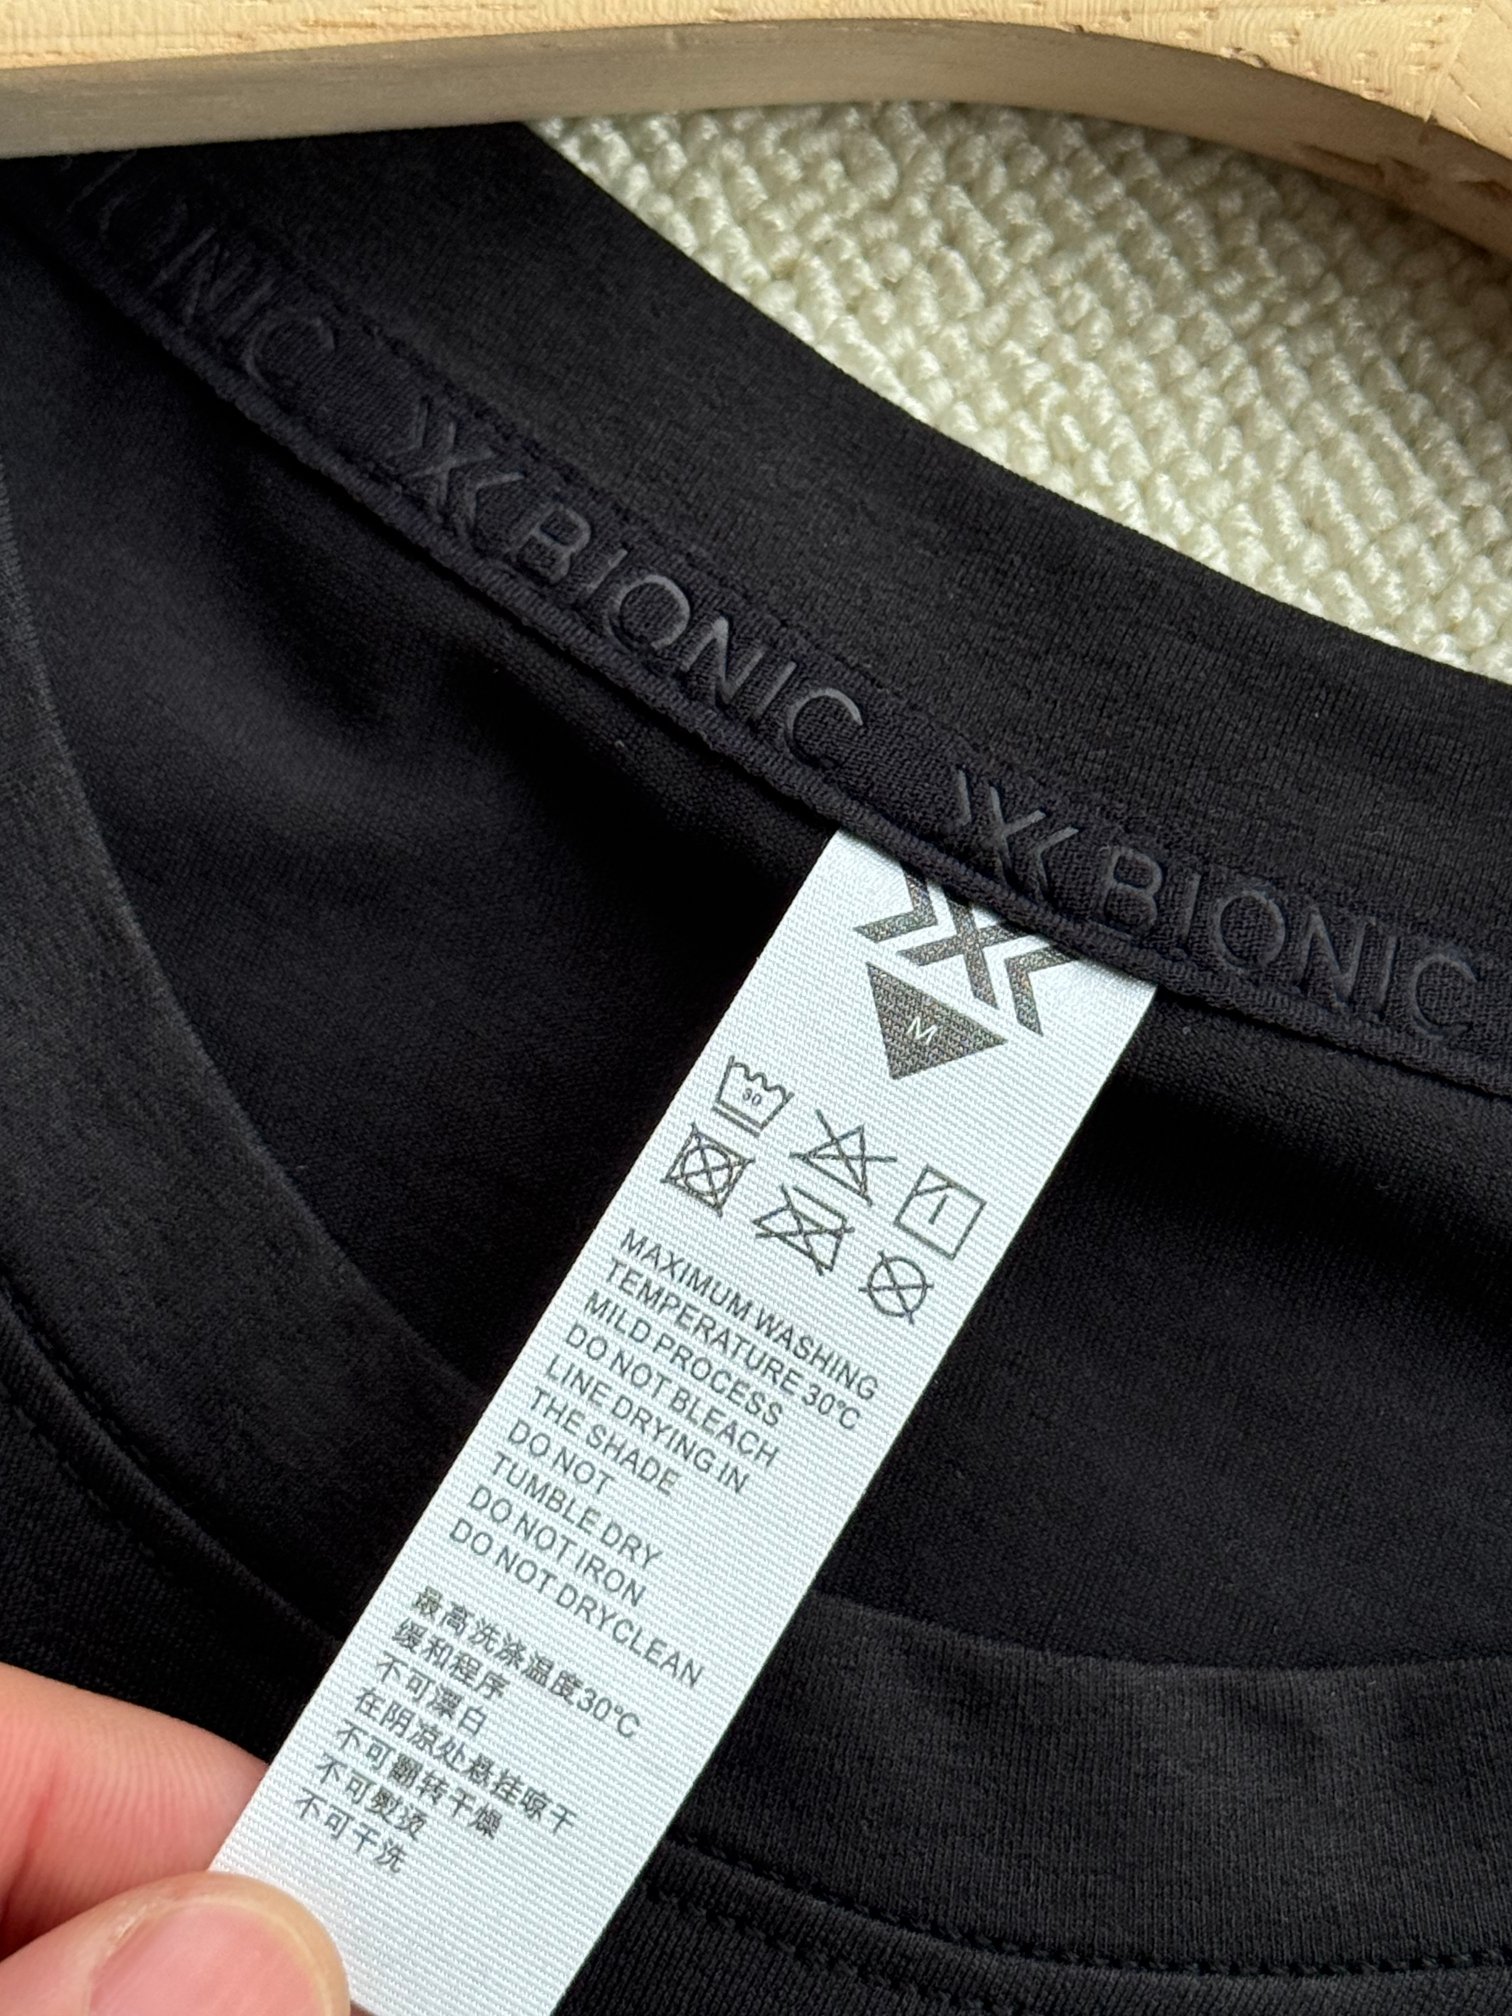 IONIC
X BIONIC
X BIONIC
X
M
30
MAXIMUM WASHING
TEMPERATURE 30℃
MILD PROCESS
DO NOT BLEACH
LINE DRYING IN
THE SHADE
DO NOT
TUMBLE DRY
DO NOT IRON
DO NOT DRYCLEAN
最高洗涤温度30℃
缓和程序
不可漂白
在阴凉处悬挂晾干
不可翻转干燥
不可熨烫
不可干洗